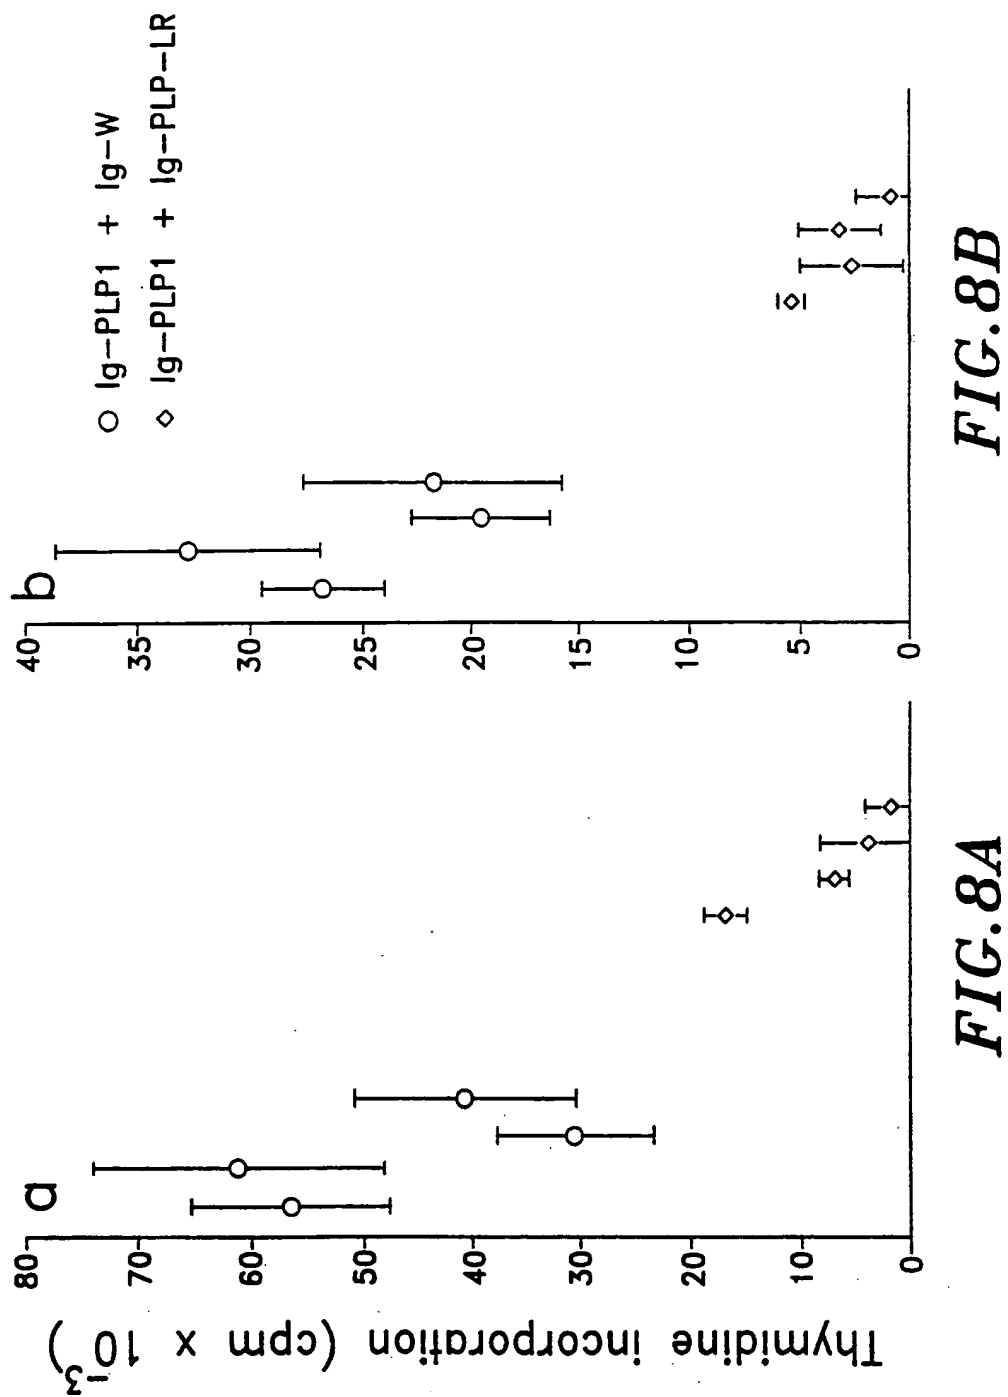 Thymidine incorporation (cpm x 10⁻³)
a
80
70
60
50
40
30
20
10
0
FIG.8A
b
40
35
30
25
20
15
10
5
0
Ig-PLP1 + Ig-W
Ig-PLP1 + Ig-PLP-LR
FIG.8B